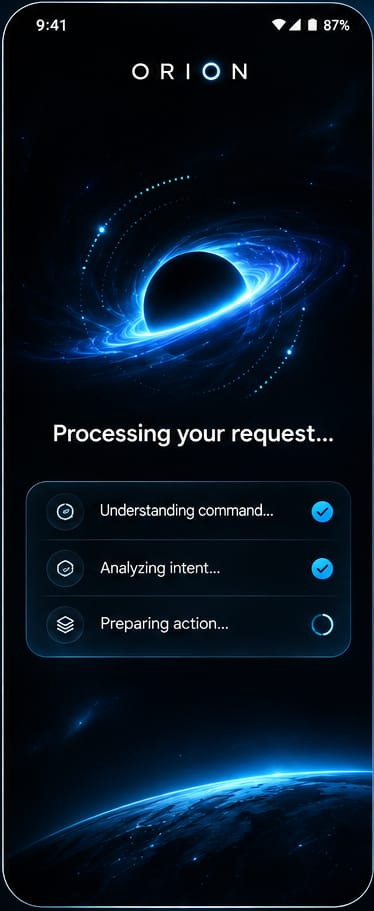 9:41
87%
ORION
Processing your request...
Understanding command...
Analyzing intent...
Preparing action...